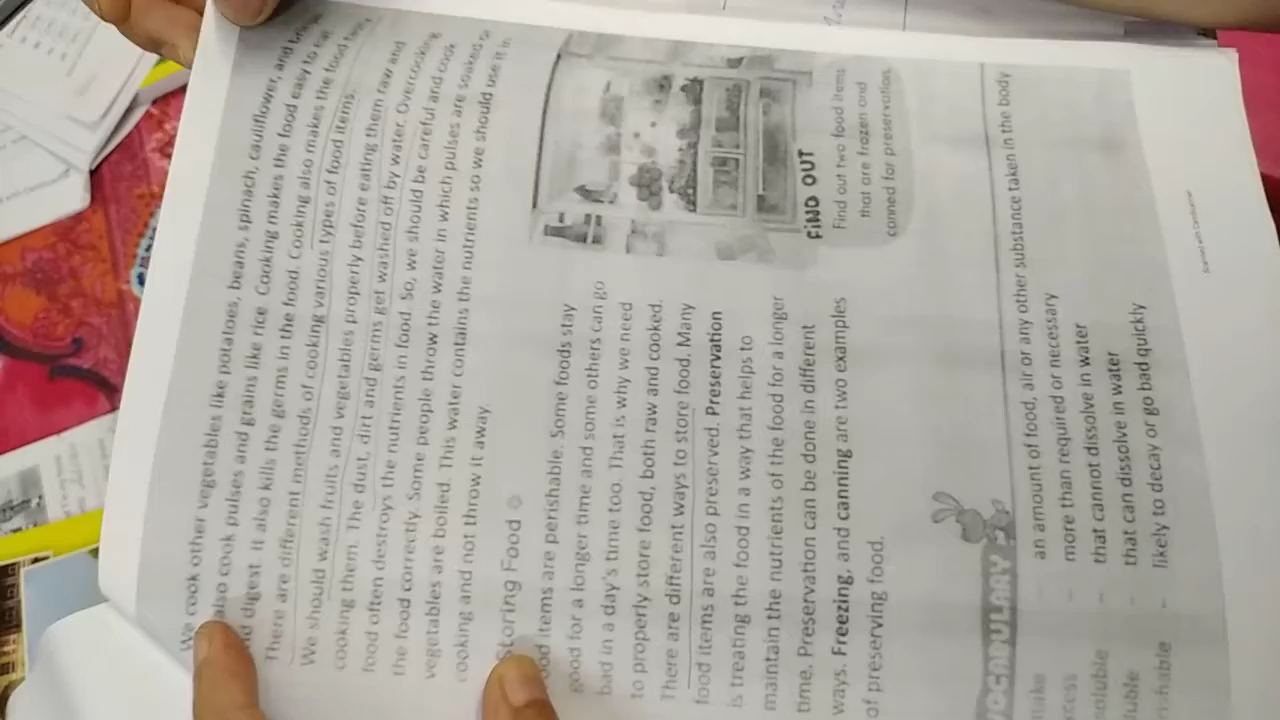 We cook other vegetables like potatoes, beans, spinach, cauliflower, and
also cook pulses and grains like rice. Cooking makes the food easy to eat
and digest. It also kills the germs in the food. Cooking also makes the food
There are different methods of cooking various types of food items.
We should wash fruits and vegetables properly before eating them raw and
cooking them. The dust, dirt and germs get washed off by water. Overcooking
food often destroys the nutrients in food. So, we should be careful and cook
the food correctly. Some people throw the water in which pulses are soaked or
vegetables are boiled. This water contains the nutrients so we should use it in
cooking and not throw it away.
Storing Food
items are perishable. Some foods stay
good for a longer time and some others can go
bad in a day's time too. That is why we need
to properly store food, both raw and cooked.
There are different ways to store food. Many
food items are also preserved. Preservation
is treating the food in a way that helps to
maintain the nutrients of the food for a longer
time. Preservation can be done in different
ways. Freezing, and canning are two examples
of preserving food.
FIND OUT
Find out two food items
that are frozen and
canned for preservation.
VOCABULARY
an amount of food, air or any other substance taken in the body
more than required or necessary
that cannot dissolve in water
that can dissolve in water
likely to decay or go bad quickly